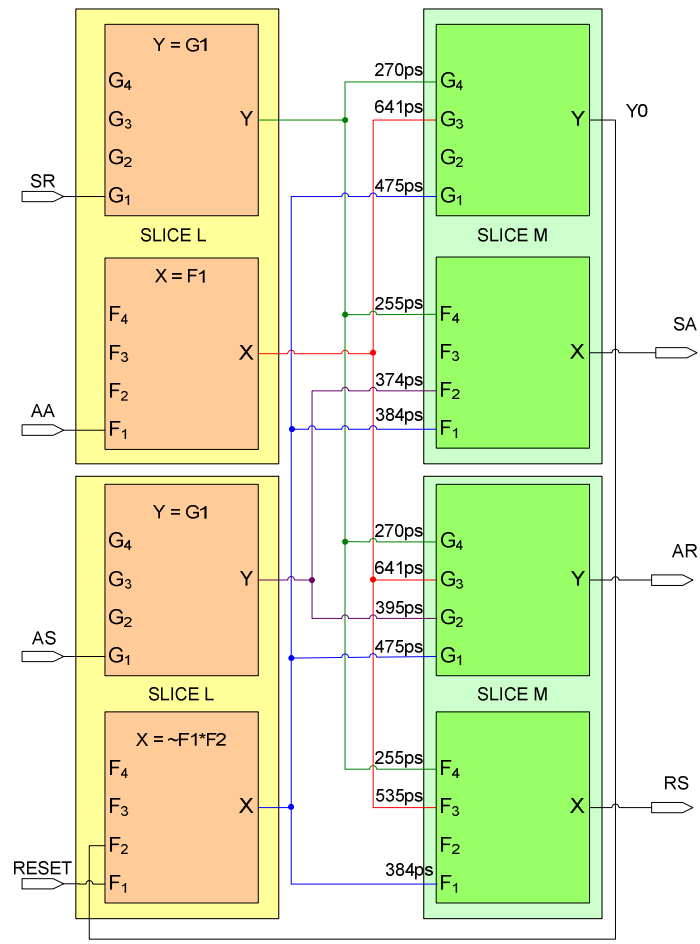 Y = G1
G4
G3
G2
G1
Y
SR
SLICE L
X = F1
F4
F3
F2
F1
X
AA
Y = G1
G4
G3
G2
G1
Y
AS
SLICE L
X = ~F1*F2
F4
F3
F2
F1
X
RESET
270ps
641ps
475ps
G4
G3
G2
G1
Y
Y0
SLICE M
255ps
374ps
384ps
F4
F3
F2
F1
X
SA
270ps
641ps
395ps
475ps
G4
G3
G2
G1
Y
AR
SLICE M
255ps
535ps
384ps
F4
F3
F2
F1
X
RS